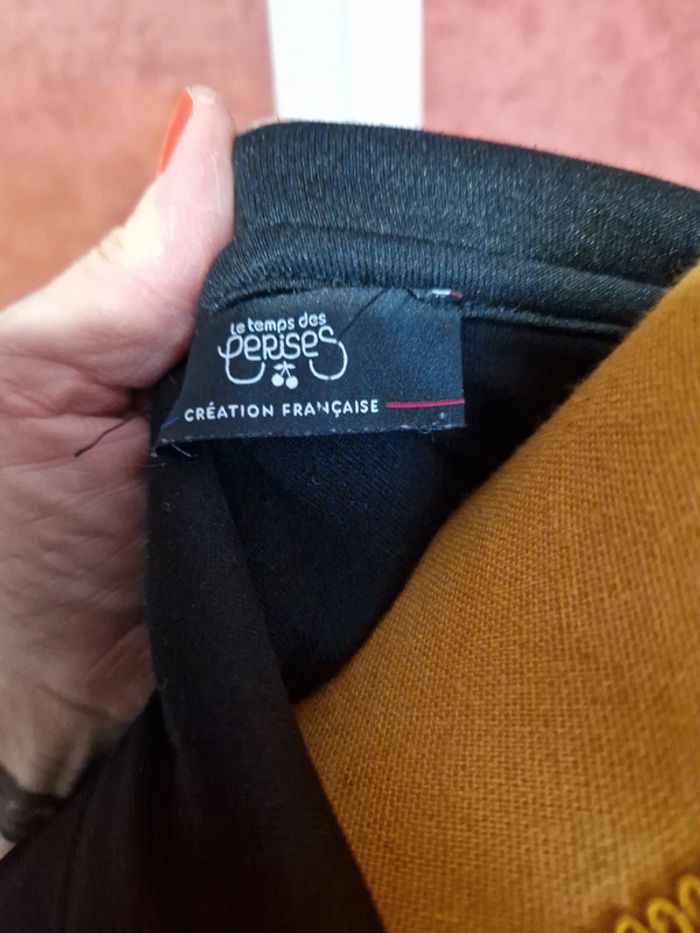 Le temps des
CERISES
CRÉATION FRANÇAISE